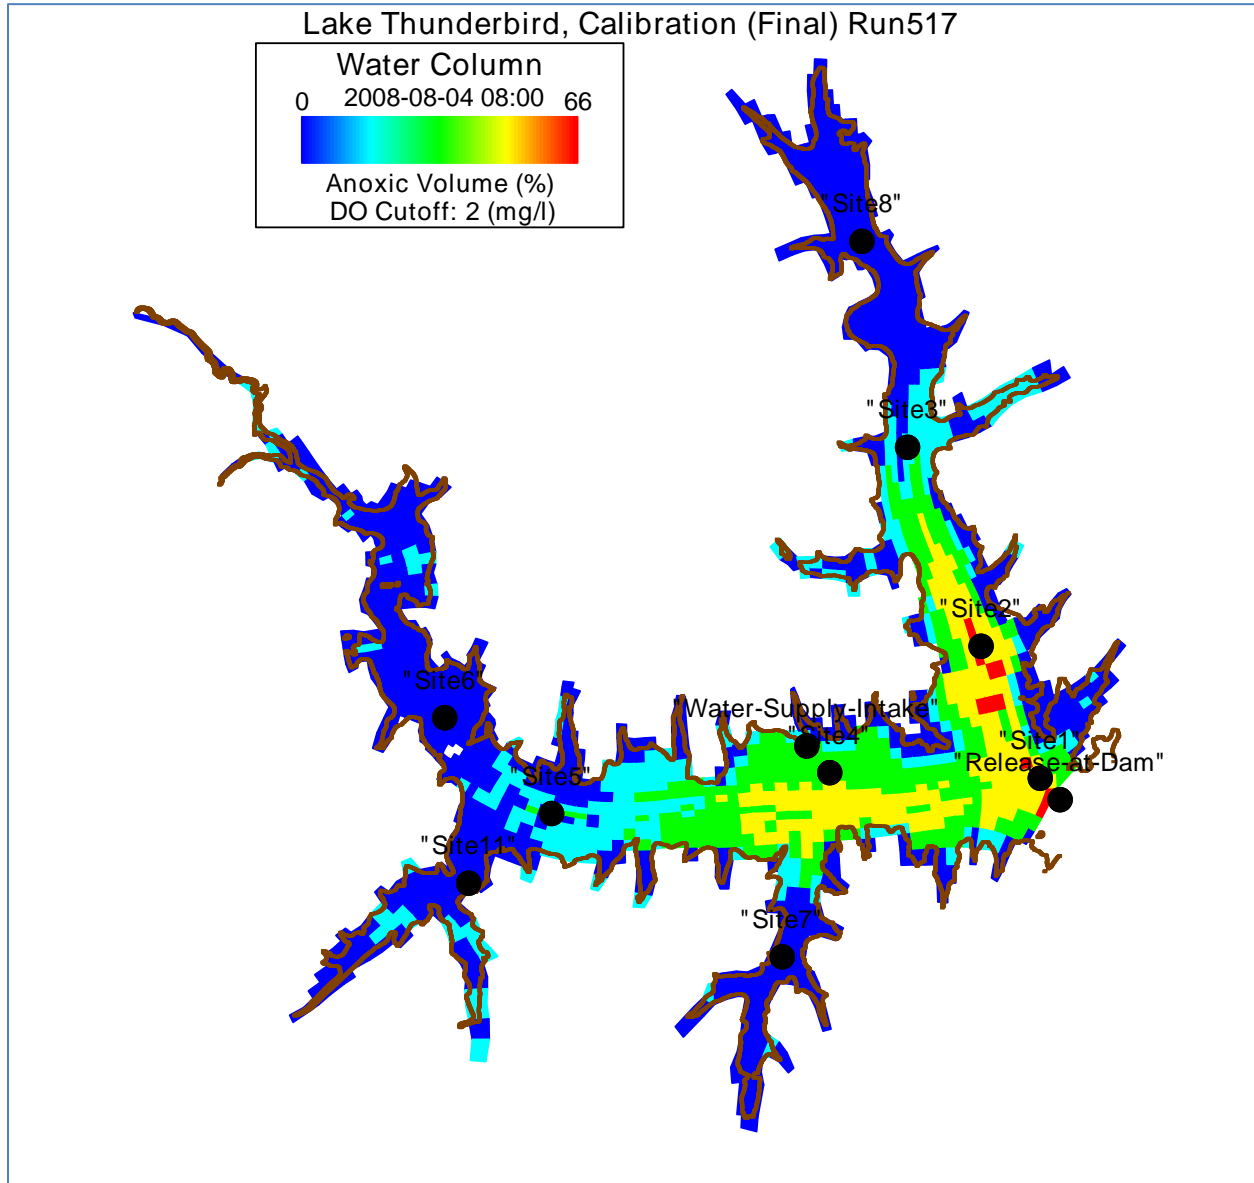 Lake Thunderbird, Calibration (Final) Run517
Water Column
0 2008-08-04 08:00 66
Anoxic Volume (%)
DO Cutoff: 2 (mg/l)
"Site8"
"Site3"
"Site2"
"Site6"
"Water-Supply-Intake"
"Site4"
"Site1"
"Release-at-Dam"
"Site5"
"Site11"
"Site7"